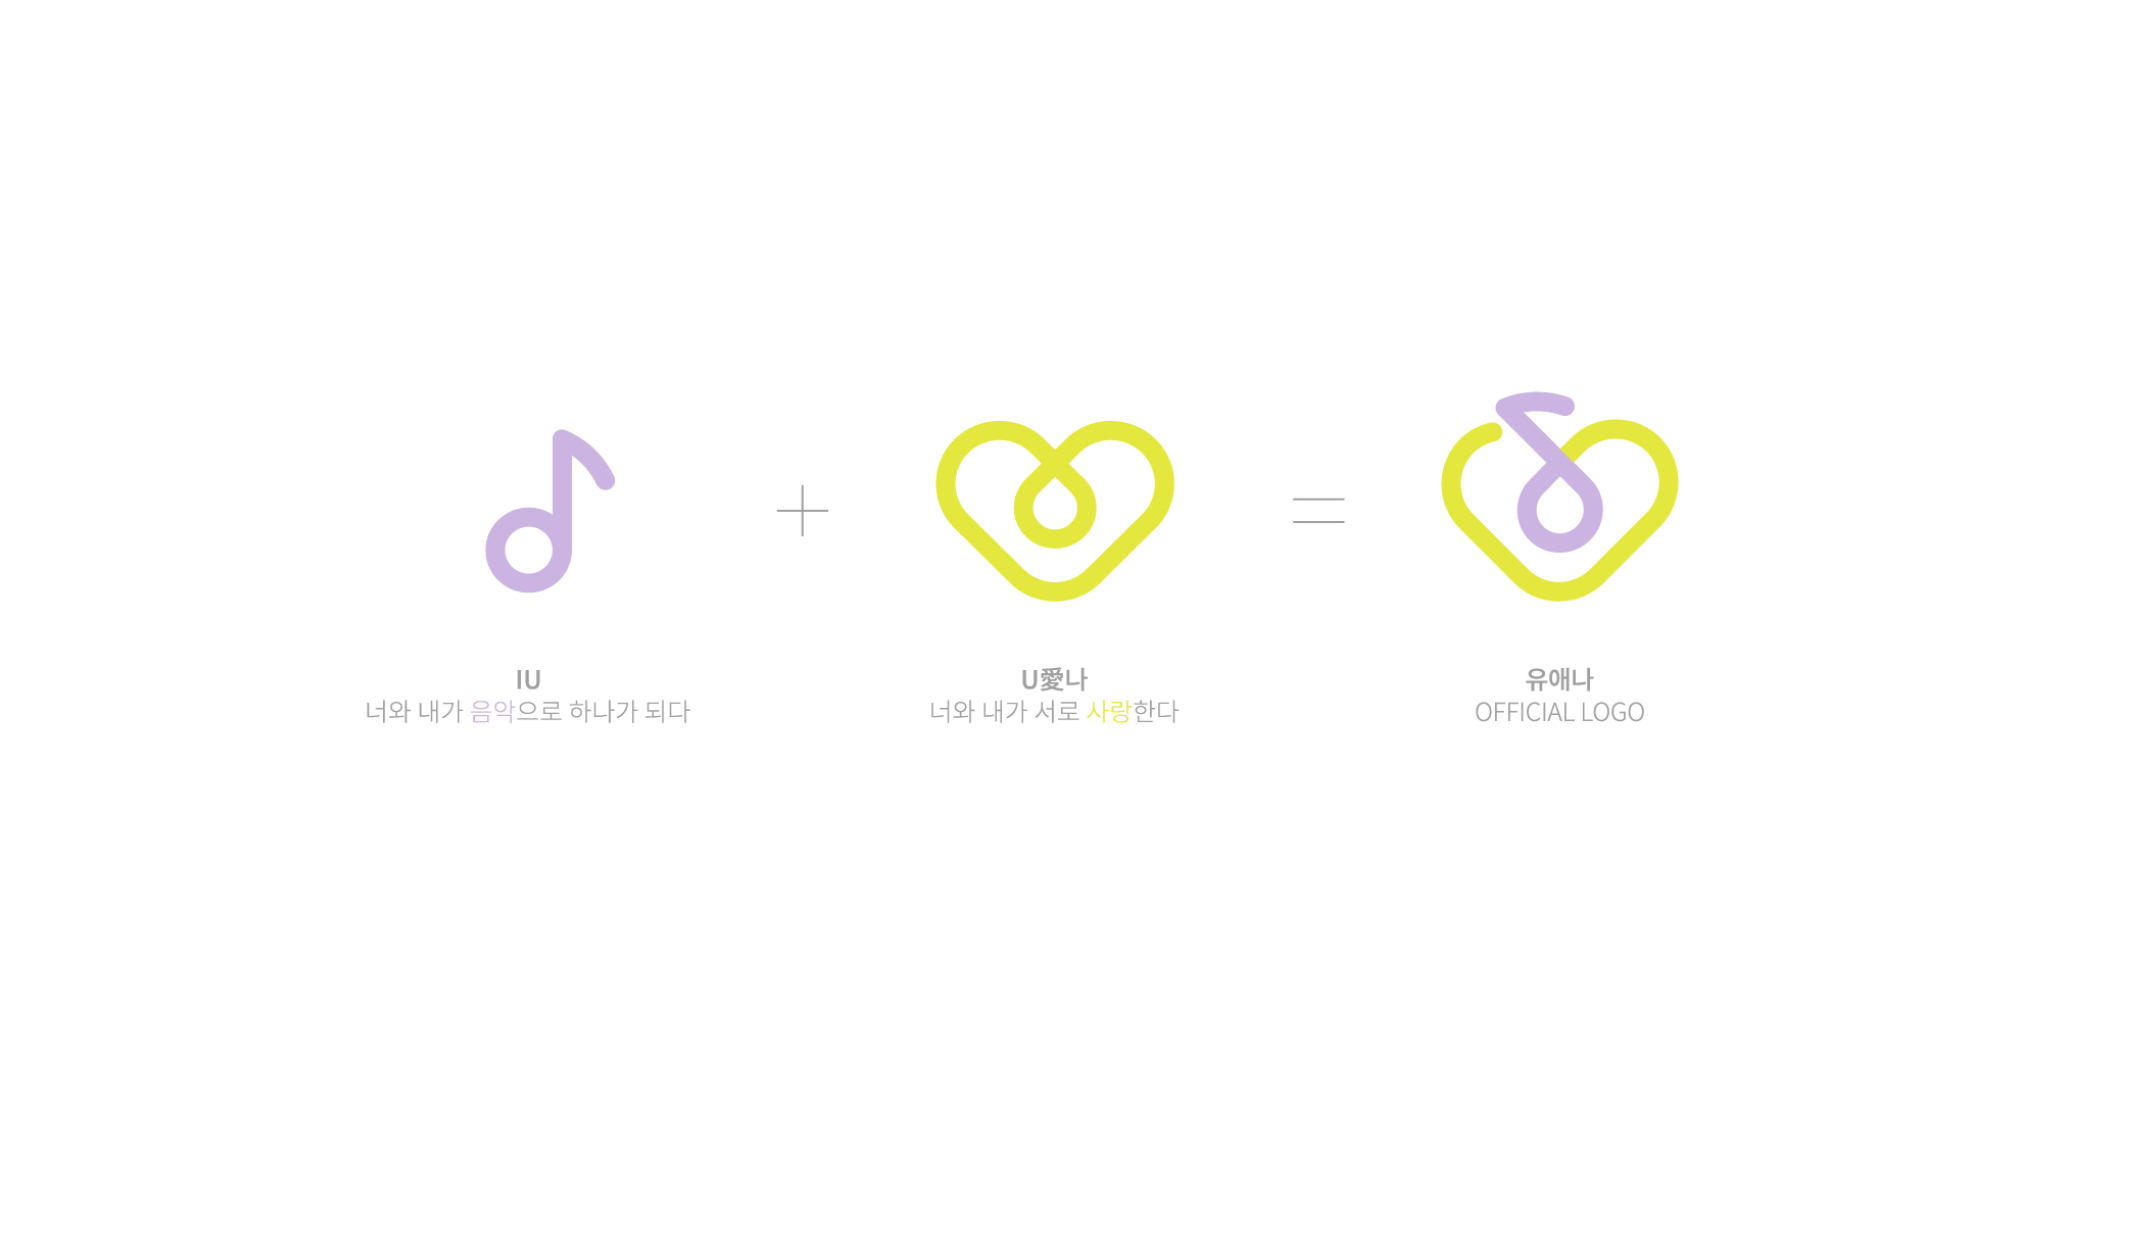 IU
너와 내가 음악으로 하나가 되다
U愛나
너와 내가 서로 사랑한다
유애나
OFFICIAL LOGO